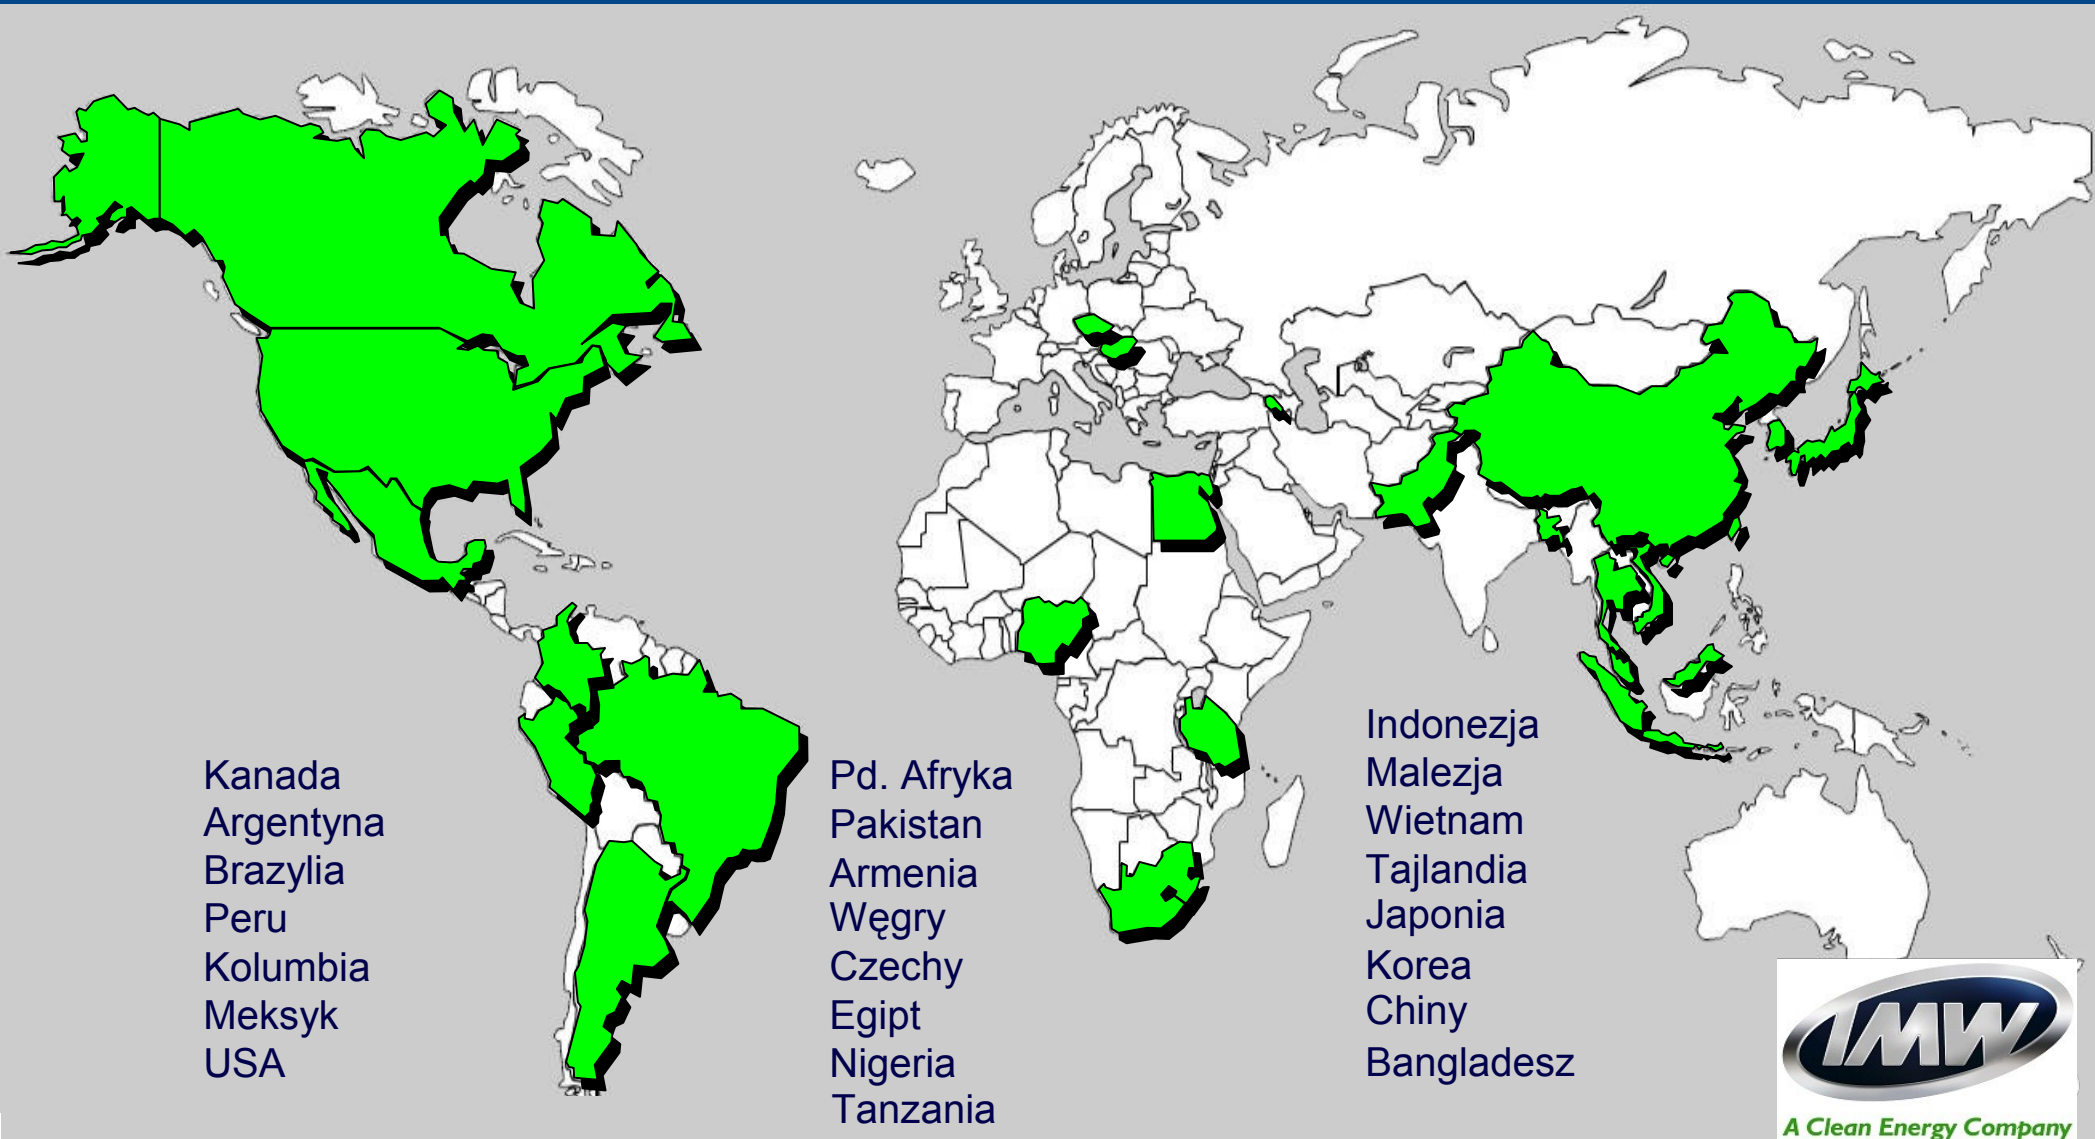 Kanada
Argentyna
Brazylia
Peru
Kolumbia
Meksyk
USA
Pd. Afryka
Pakistan
Armenia
Węgry
Czechy
Egipt
Nigeria
Tanzania
Indonezja
Malezja
Wietnam
Tajlandia
Japonia
Korea
Chiny
Bangladesz
IMW
A Clean Energy Company